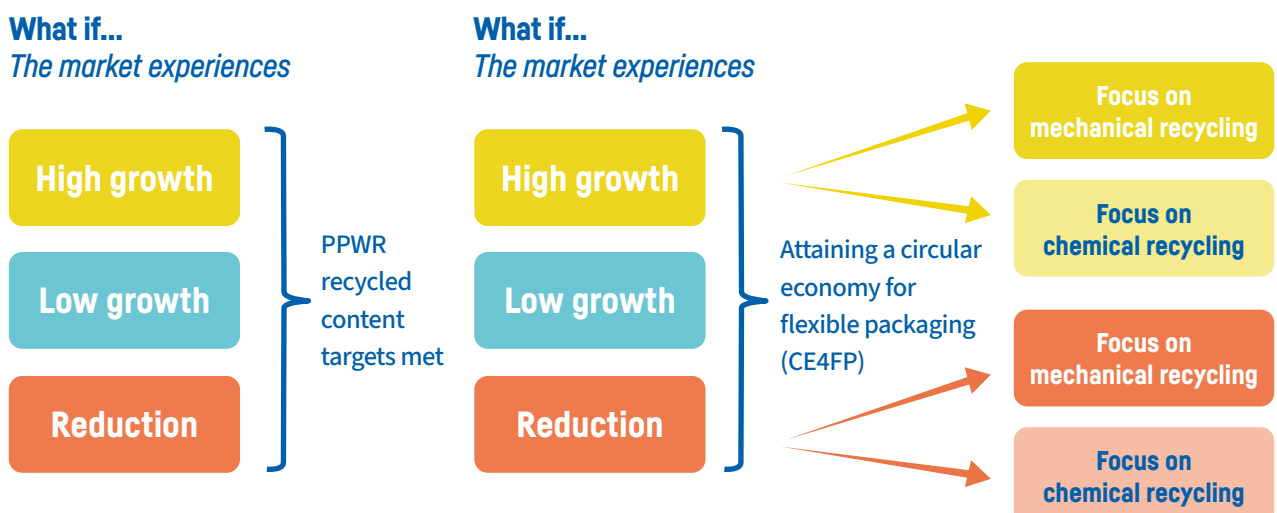 What if...
The market experiences
High growth
Low growth
Reduction
PPWR
recycled
content
targets met
What if...
The market experiences
High growth
Low growth
Reduction
Attaining a circular
economy for
flexible packaging
(CE4FP)
Focus on
mechanical recycling
Focus on
chemical recycling
Focus on
mechanical recycling
Focus on
chemical recycling